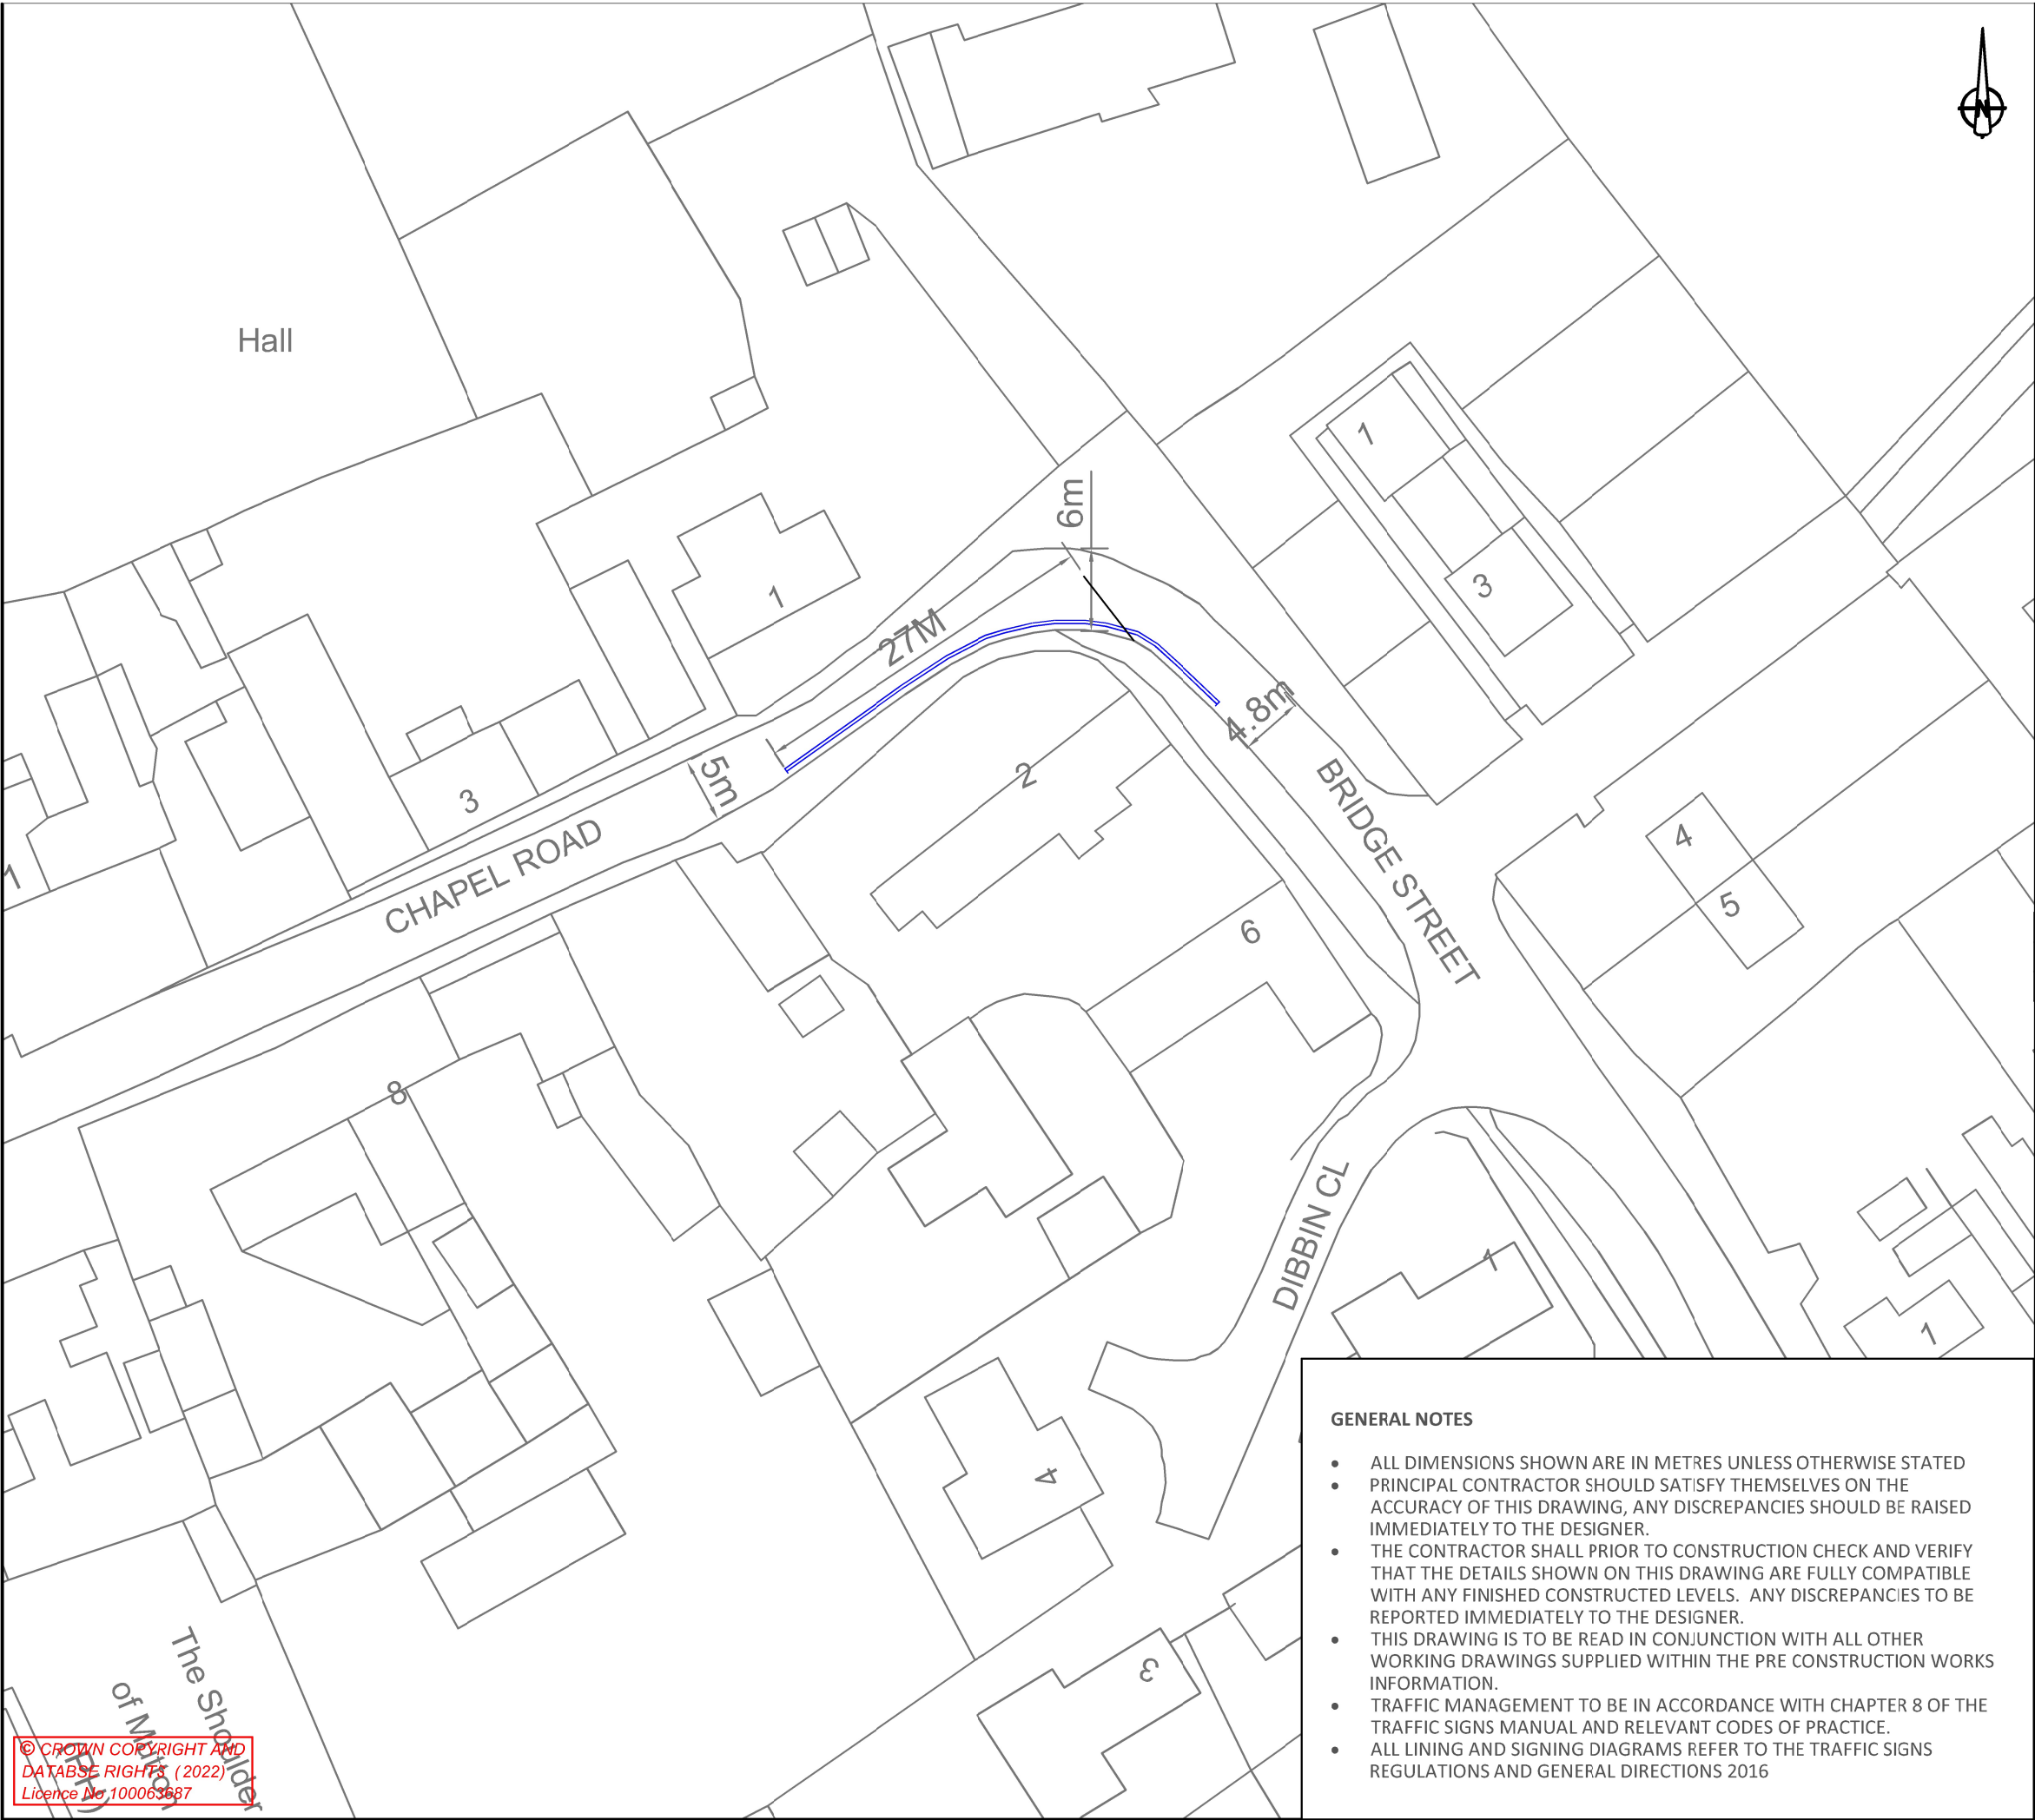 N
Hall
1
3
6m
1
27M
4.8m
5m
2
3
BRIDGE STREET
CHAPEL ROAD
4
1
5
6
8
DIBBIN CL
1
1
4
3
The Shoulder
of Mutton
(PH)
© CROWN COPYRIGHT AND
DATABSE RIGHTS ( 2022)
Licence No 100063687
GENERAL NOTES
• ALL DIMENSIONS SHOWN ARE IN METRES UNLESS OTHERWISE STATED
• PRINCIPAL CONTRACTOR SHOULD SATISFY THEMSELVES ON THE
ACCURACY OF THIS DRAWING, ANY DISCREPANCIES SHOULD BE RAISED
IMMEDIATELY TO THE DESIGNER.
• THE CONTRACTOR SHALL PRIOR TO CONSTRUCTION CHECK AND VERIFY
THAT THE DETAILS SHOWN ON THIS DRAWING ARE FULLY COMPATIBLE
WITH ANY FINISHED CONSTRUCTED LEVELS. ANY DISCREPANCIES TO BE
REPORTED IMMEDIATELY TO THE DESIGNER.
• THIS DRAWING IS TO BE READ IN CONJUNCTION WITH ALL OTHER
WORKING DRAWINGS SUPPLIED WITHIN THE PRE CONSTRUCTION WORKS
INFORMATION.
• TRAFFIC MANAGEMENT TO BE IN ACCORDANCE WITH CHAPTER 8 OF THE
TRAFFIC SIGNS MANUAL AND RELEVANT CODES OF PRACTICE.
• ALL LINING AND SIGNING DIAGRAMS REFER TO THE TRAFFIC SIGNS
REGULATIONS AND GENERAL DIRECTIONS 2016